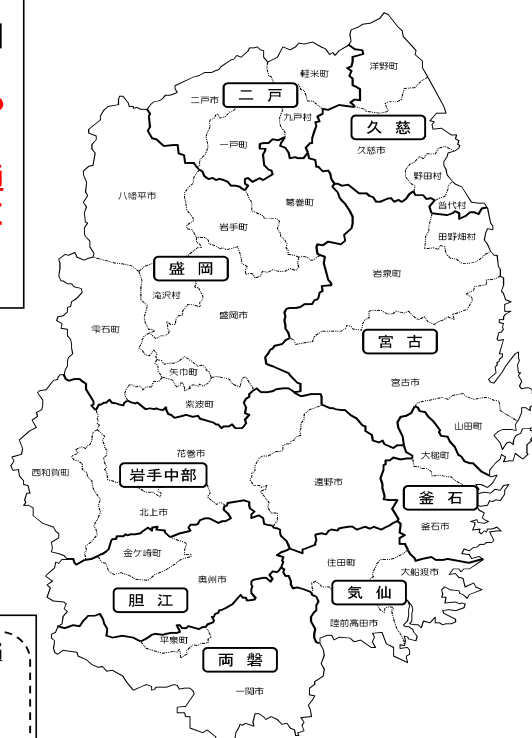 洋野町
軽米町
二戸市
二戸
九戸村
久慈
一戸町
久慈市
野田村
普代村
八幡平市
葛巻町
岩手町
田野畑村
盛岡
岩泉町
滝沢村
盛岡市
雫石町
宮古
矢巾町
宮古市
紫波町
山田町
花巻市
大槌町
西和賀町
岩手中部
遠野市
釜石
北上市
釜石市
金ケ崎町
住田町
大船渡市
奥州市
胆江
気仙
陸前高田市
平泉町
両磐
一関市